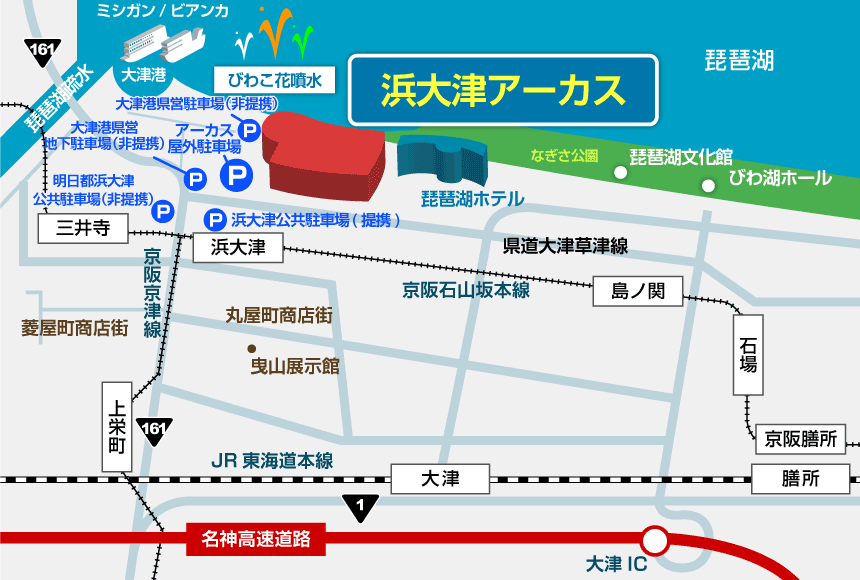 ミシガン / ビアンカ
161
大津港
びわこ花噴水
琵琶湖
浜大津アーカス
琵琶湖疏水
大津港県営駐車場(非提携)
P
大津港県営
地下駐車場(非提携)
P
アーカス
屋外駐車場
P
なぎさ公園
琵琶湖文化館
びわ湖ホール
明日都浜大津
公共駐車場(非提携)
P
琵琶湖ホテル
P
浜大津公共駐車場( 提携 )
三井寺
浜大津
県道大津草津線
京阪京津線
京阪石山坂本線
島ノ関
菱屋町商店街
丸屋町商店街
石場
曳山展示館
上栄町
161
京阪膳所
JR 東海道本線
大津
膳所
1
名神高速道路
大津 IC